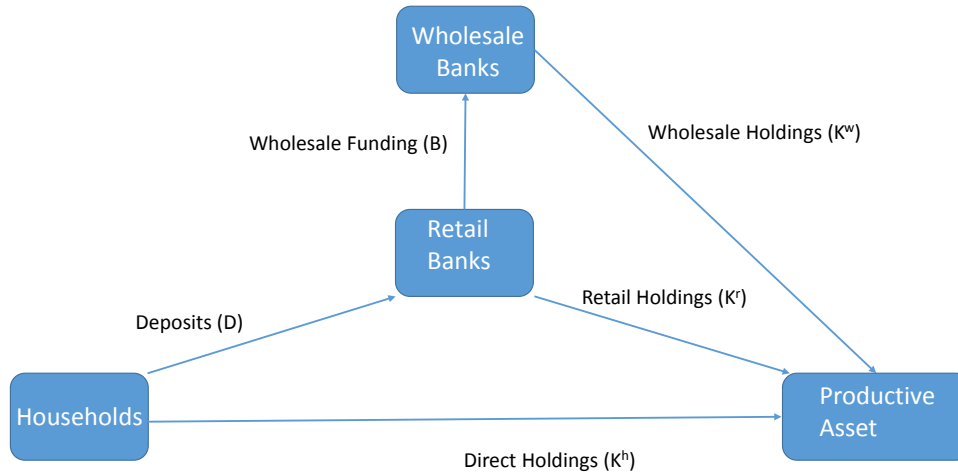 Wholesale
Banks
Wholesale Funding (B)
Wholesale Holdings (Kʷ)
Retail
Banks
Retail Holdings (Kʳ)
Deposits (D)
Households
Productive
Asset
Direct Holdings (Kʰ)